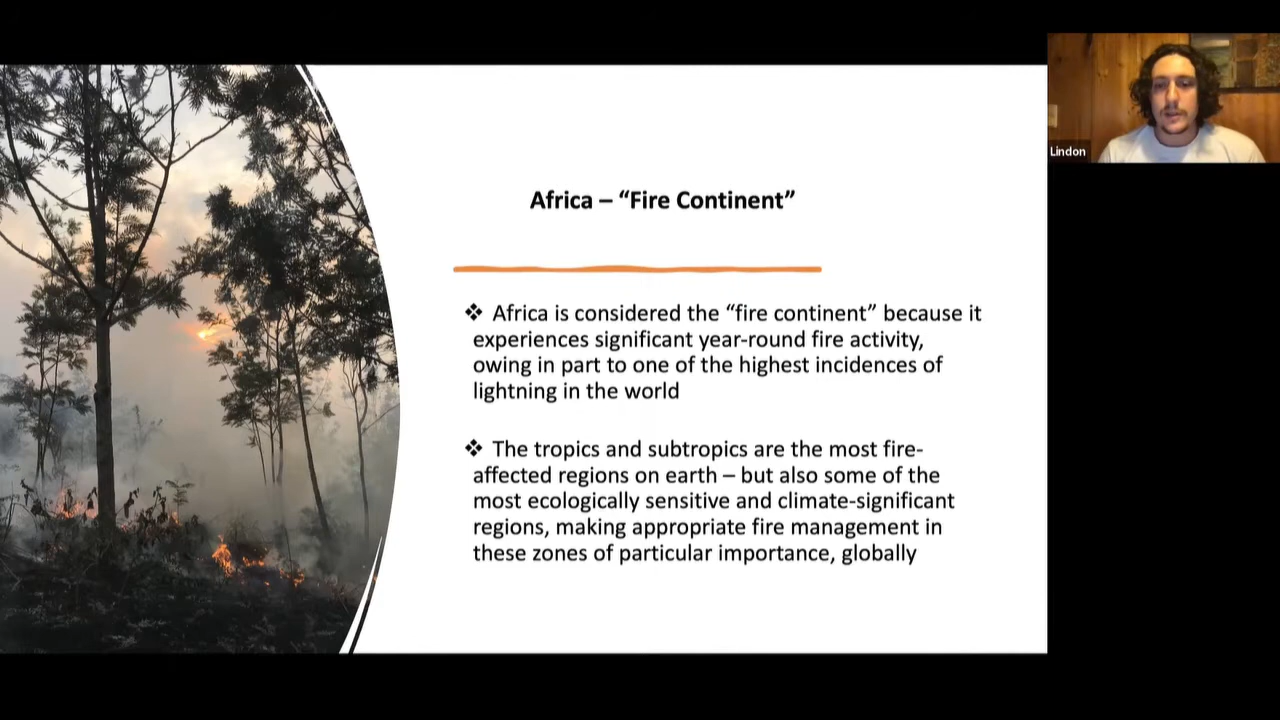 Africa – “Fire Continent”
❖ Africa is considered the “fire continent” because it
experiences significant year-round fire activity,
owing in part to one of the highest incidences of
lightning in the world
❖ The tropics and subtropics are the most fire-
affected regions on earth – but also some of the
most ecologically sensitive and climate-significant
regions, making appropriate fire management in
these zones of particular importance, globally
Lindon